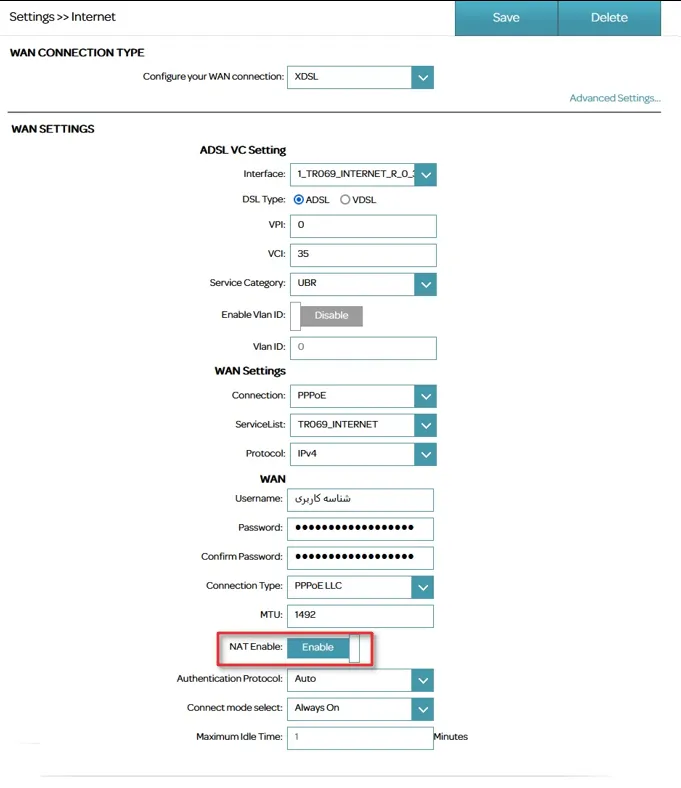 Settings >> Internet
Save
Delete
WAN CONNECTION TYPE
Configure your WAN connection: XDSL
Advanced Settings...
WAN SETTINGS
ADSL VC Setting
Interface: 1_TR069_INTERNET_R_0_3
DSL Type: ADSL VDSL
VPI: 0
VCI: 35
Service Category: UBR
Enable Vlan ID: Disable
Vlan ID: 0
WAN Settings
Connection: PPPoE
ServiceList: TR069_INTERNET
Protocol: IPv4
WAN
Username: شناسه کاربری
Password: ●●●●●●●●●●●●●●●●●●
Confirm Password: ●●●●●●●●●●●●●●●●●●
Connection Type: PPPoE LLC
MTU: 1492
NAT Enable: Enable
Authentication Protocol: Auto
Connect mode select: Always On
Maximum Idle Time: 1 Minutes